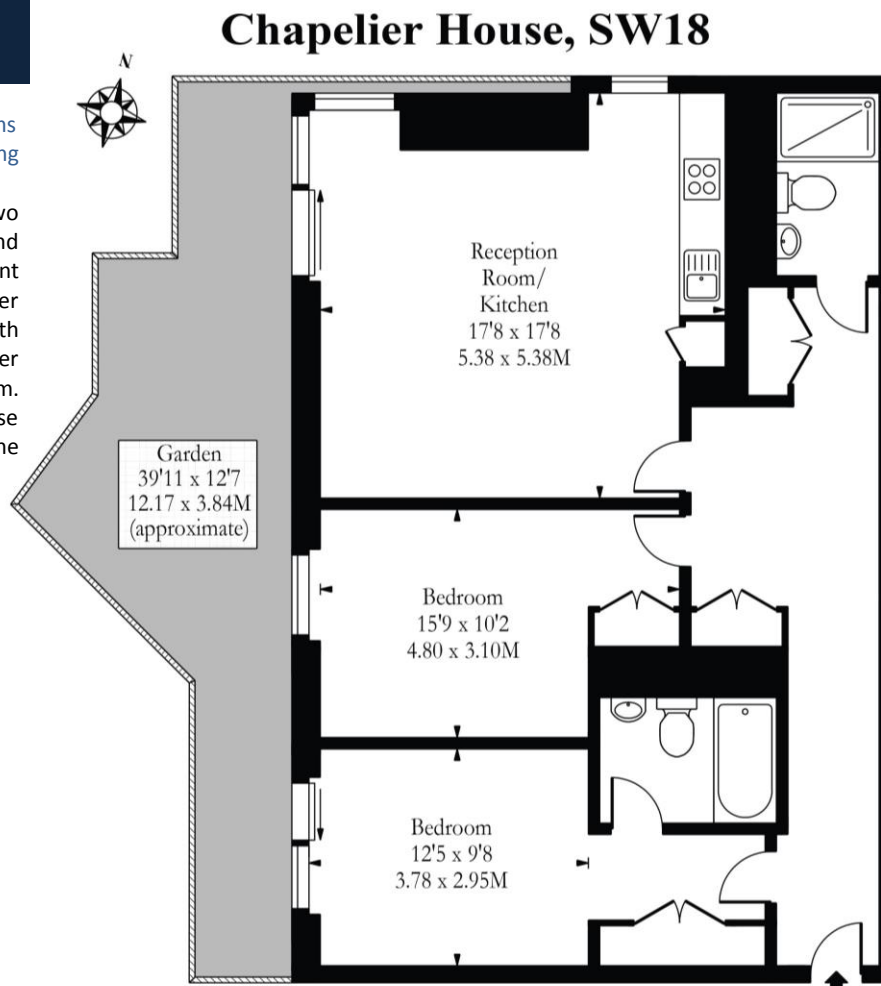 Chapelier House, SW18
N
Reception
Room/
Kitchen
17'8 x 17'8
5.38 x 5.38M
Garden
39'11 x 12'7
12.17 x 3.84M
(approximate)
Bedroom
15'9 x 10'2
4.80 x 3.10M
Bedroom
12'5 x 9'8
3.78 x 2.95M